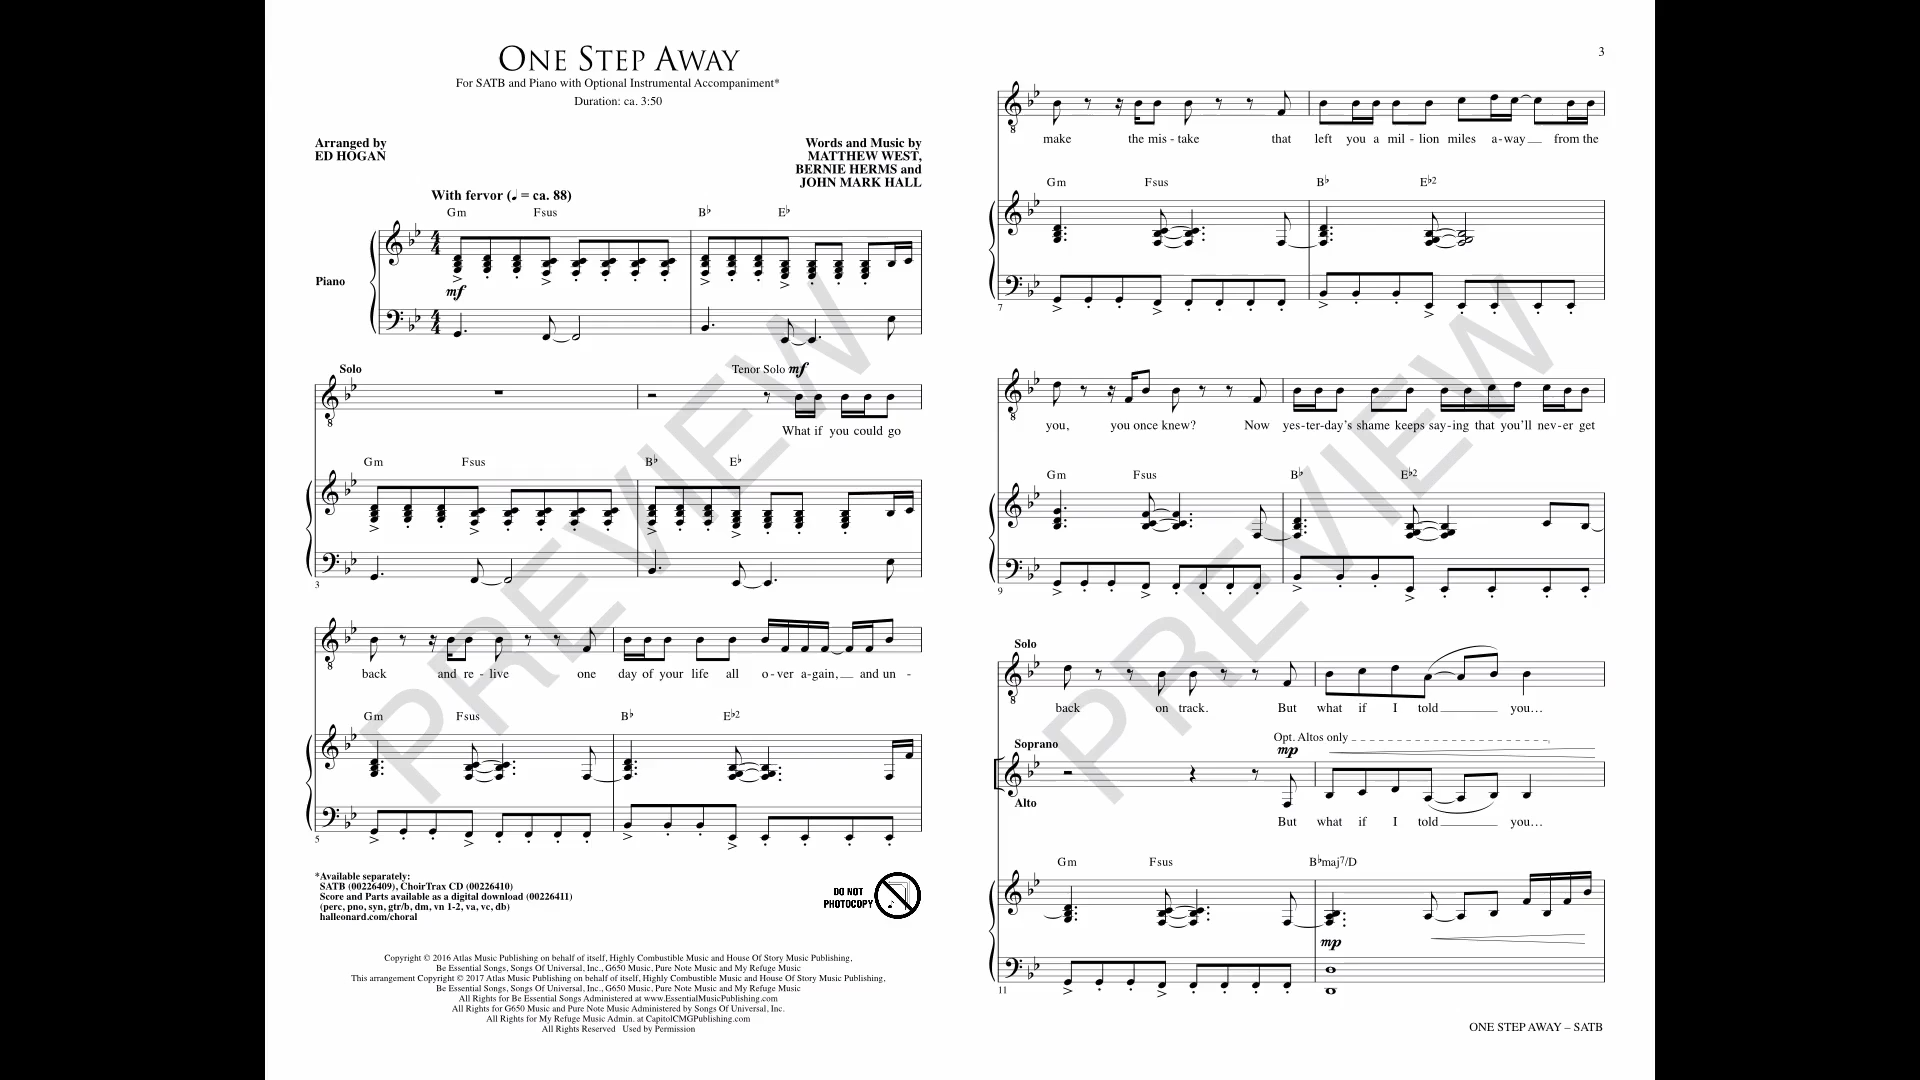 ONE STEP AWAY
For SATB and Piano with Optional Instrumental Accompaniment*
Duration: ca. 3:50
Arranged by
ED HOGAN
Words and Music by
MATTHEW WEST,
BERNIE HERMS and
JOHN MARK HALL
With fervor (♩ = ca. 88)
Gm Fsus B♭ E♭
Piano
mf
Solo
Tenor Solo mf
8
What if you could go
Gm Fsus B♭ E♭
3
8
back and re - live one day of your life all o - ver a - gain, and un -
Gm Fsus B♭ E♭2
5
*Available separately:
SATB (00226409), ChoirTrax CD (00226410)
Score and Parts available as a digital download (00226411)
(perc, pno, syn, gtr/b, dm, vn 1-2, va, vc, db)
halleonard.com/choral
DO NOT
PHOTOCOPY
Copyright © 2016 Atlas Music Publishing on behalf of itself, Highly Combustible Music and House Of Story Music Publishing,
Be Essential Songs, Songs Of Universal, Inc., G650 Music, Pure Note Music and My Refuge Music
This arrangement Copyright © 2017 Atlas Music Publishing on behalf of itself, Highly Combustible Music and House Of Story Music Publishing,
Be Essential Songs, Songs Of Universal, Inc., G650 Music, Pure Note Music and My Refuge Music
All Rights for Be Essential Songs Administered at www.EssentialMusicPublishing.com
All Rights for G650 Music and Pure Note Music Administered by Songs Of Universal, Inc.
All Rights for My Refuge Music Admin. at CapitolCMGPublishing.com
All Rights Reserved Used by Permission
PREVIEW
3
8
make the mis - take that left you a mil - lion miles a - way from the
Gm Fsus B♭ E♭2
7
8
you, you once knew? Now yes - ter - day's shame keeps say - ing that you'll nev - er get
Gm Fsus B♭ E♭2
9
Solo
8
back on track. But what if I told you...
Opt. Altos only
Soprano
mp
Alto
But what if I told you...
Gm Fsus B♭maj7/D
mp
11
ONE STEP AWAY – SATB
PREVIEW